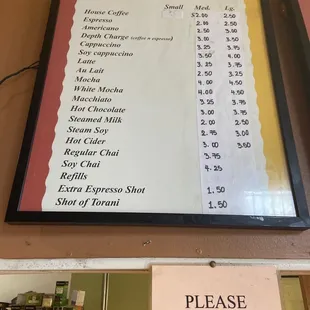 Small Med. Lg.
House Coffee $2.00 2.50
Espresso 2.00 2.50
Americano 2.50 3.00
Depth Charge (coffee n espresso) 3.00 3.50
Cappuccino 3.25 3.75
Soy cappuccino 3.50 4.00
Latte 3.25 3.75
Au Lait 2.50 3.25
Mocha 4.00 4.50
White Mocha 4.00 4.50
Macchiato 3.25 3.75
Hot Chocolate 3.00 3.50
Steamed Milk 2.00 2.50
Steam Soy 2.75 3.00
Hot Cider 3.00
Regular Chai 3.75
Soy Chai 4.25
Refills
Extra Espresso Shot 1.50
Shot of Torani 1.50
PLEASE